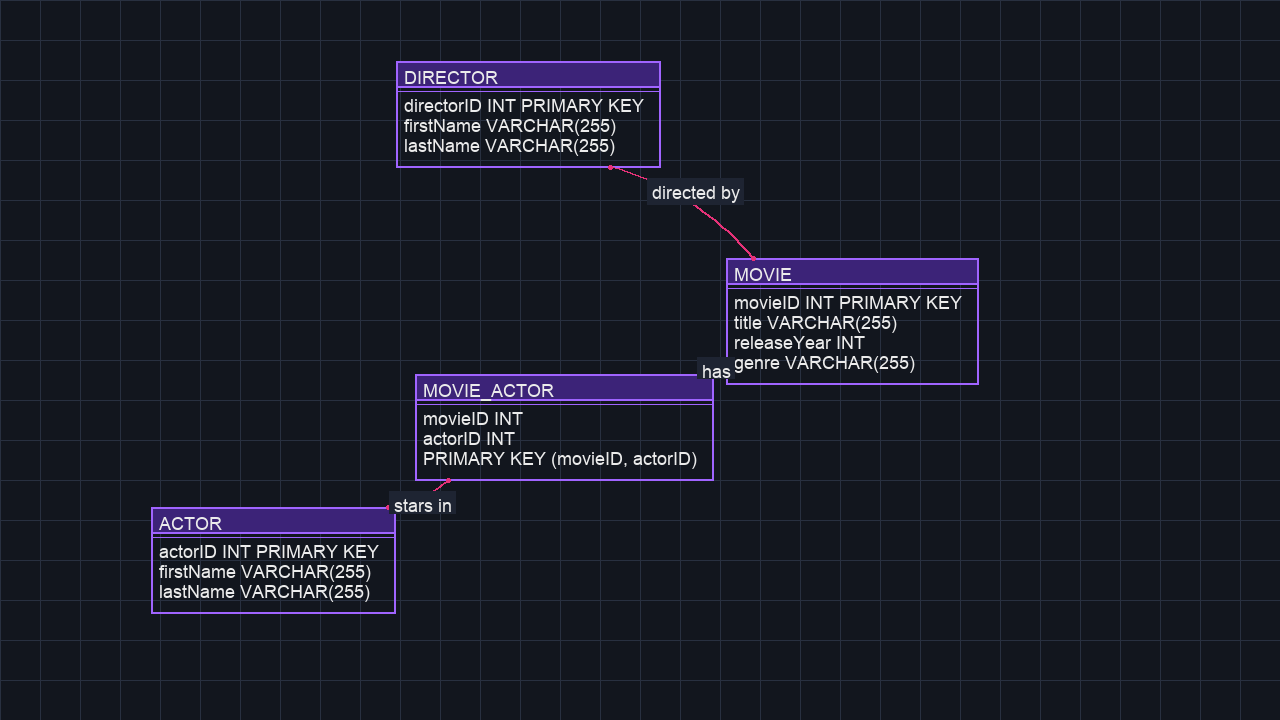 DIRECTOR
directorID INT PRIMARY KEY
firstName VARCHAR(255)
lastName VARCHAR(255)
directed by
MOVIE
movieID INT PRIMARY KEY
title VARCHAR(255)
releaseYear INT
genre VARCHAR(255)
has
MOVIE_ACTOR
movieID INT
actorID INT
PRIMARY KEY (movieID, actorID)
stars in
ACTOR
actorID INT PRIMARY KEY
firstName VARCHAR(255)
lastName VARCHAR(255)